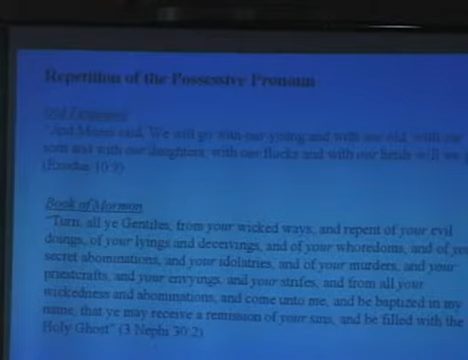 Repetition of the Possessive Pronoun
Old Testament
"And Moses said, We will go with our young and with our old, with our
sons and with our daughters, with our flocks and with our herds will we
(Exodus 10:9)
Book of Mormon
"Turn, all ye Gentiles, from your wicked ways, and repent of your evil
doings, of your lyings and deceivings, and of your whoredoms, and of
secret abominations, and your idolatries, and of your murders, and your
priestcrafts, and your envyings, and your strifes, and from all your
wickedness and abominations, and come unto me, and be baptized in my
name, that ye may receive a remission of your sins, and be filled with the
Holy Ghost" (3 Nephi 30:2)